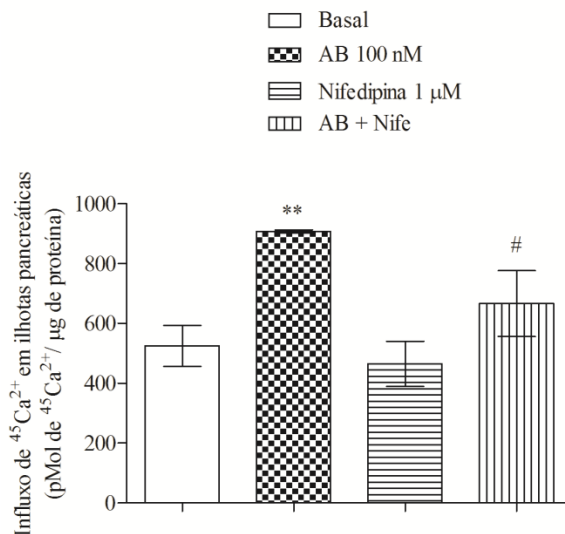 Basal
AB 100 nM
Nifedipina 1 μM
AB + Nife
Influxo de ⁴⁵Ca²⁺ em ilhotas pancreáticas
(pMol de ⁴⁵Ca²⁺/ μg de proteína)
1000
800
600
400
200
0
**
#